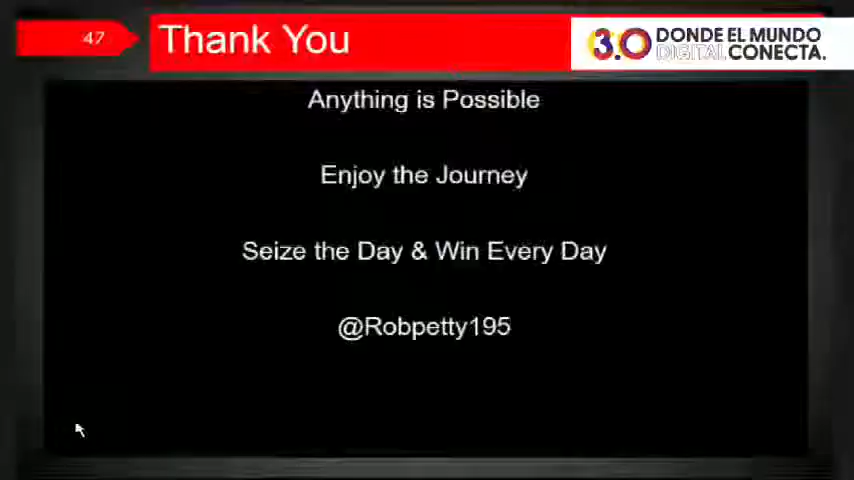 47
Thank You
3.0 DONDE EL MUNDO
DIGITAL CONECTA.
Anything is Possible
Enjoy the Journey
Seize the Day & Win Every Day
@Robpetty195